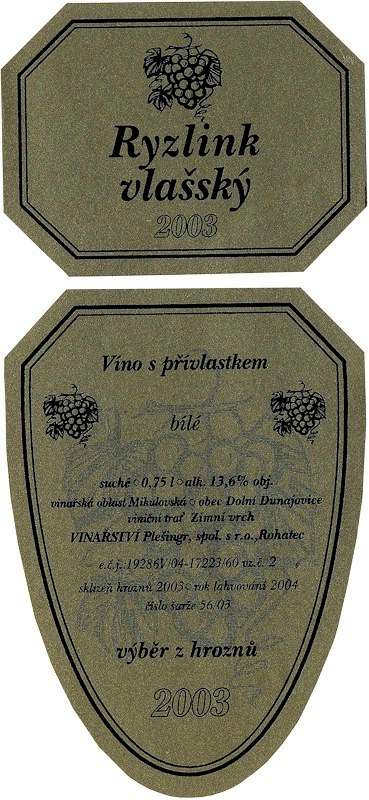 Ryzlink
vlašský
2003
Víno s přívlastkem
bílé
suché ○ 0,75 l ○ alk. 13,6% obj.
vinařská oblast Mikulovská ○ obec Dolní Dunajovice
viniční trať Zimní vrch
VINAŘSTVÍ Plešingr, spol. s r.o.,Rohatec
e.č.j.:19286V/04-17223/60 vz.č. 2
sklizeň hroznů 2003 ○ rok lahvování 2004
číslo šarže 56/03
výběr z hroznů
2003